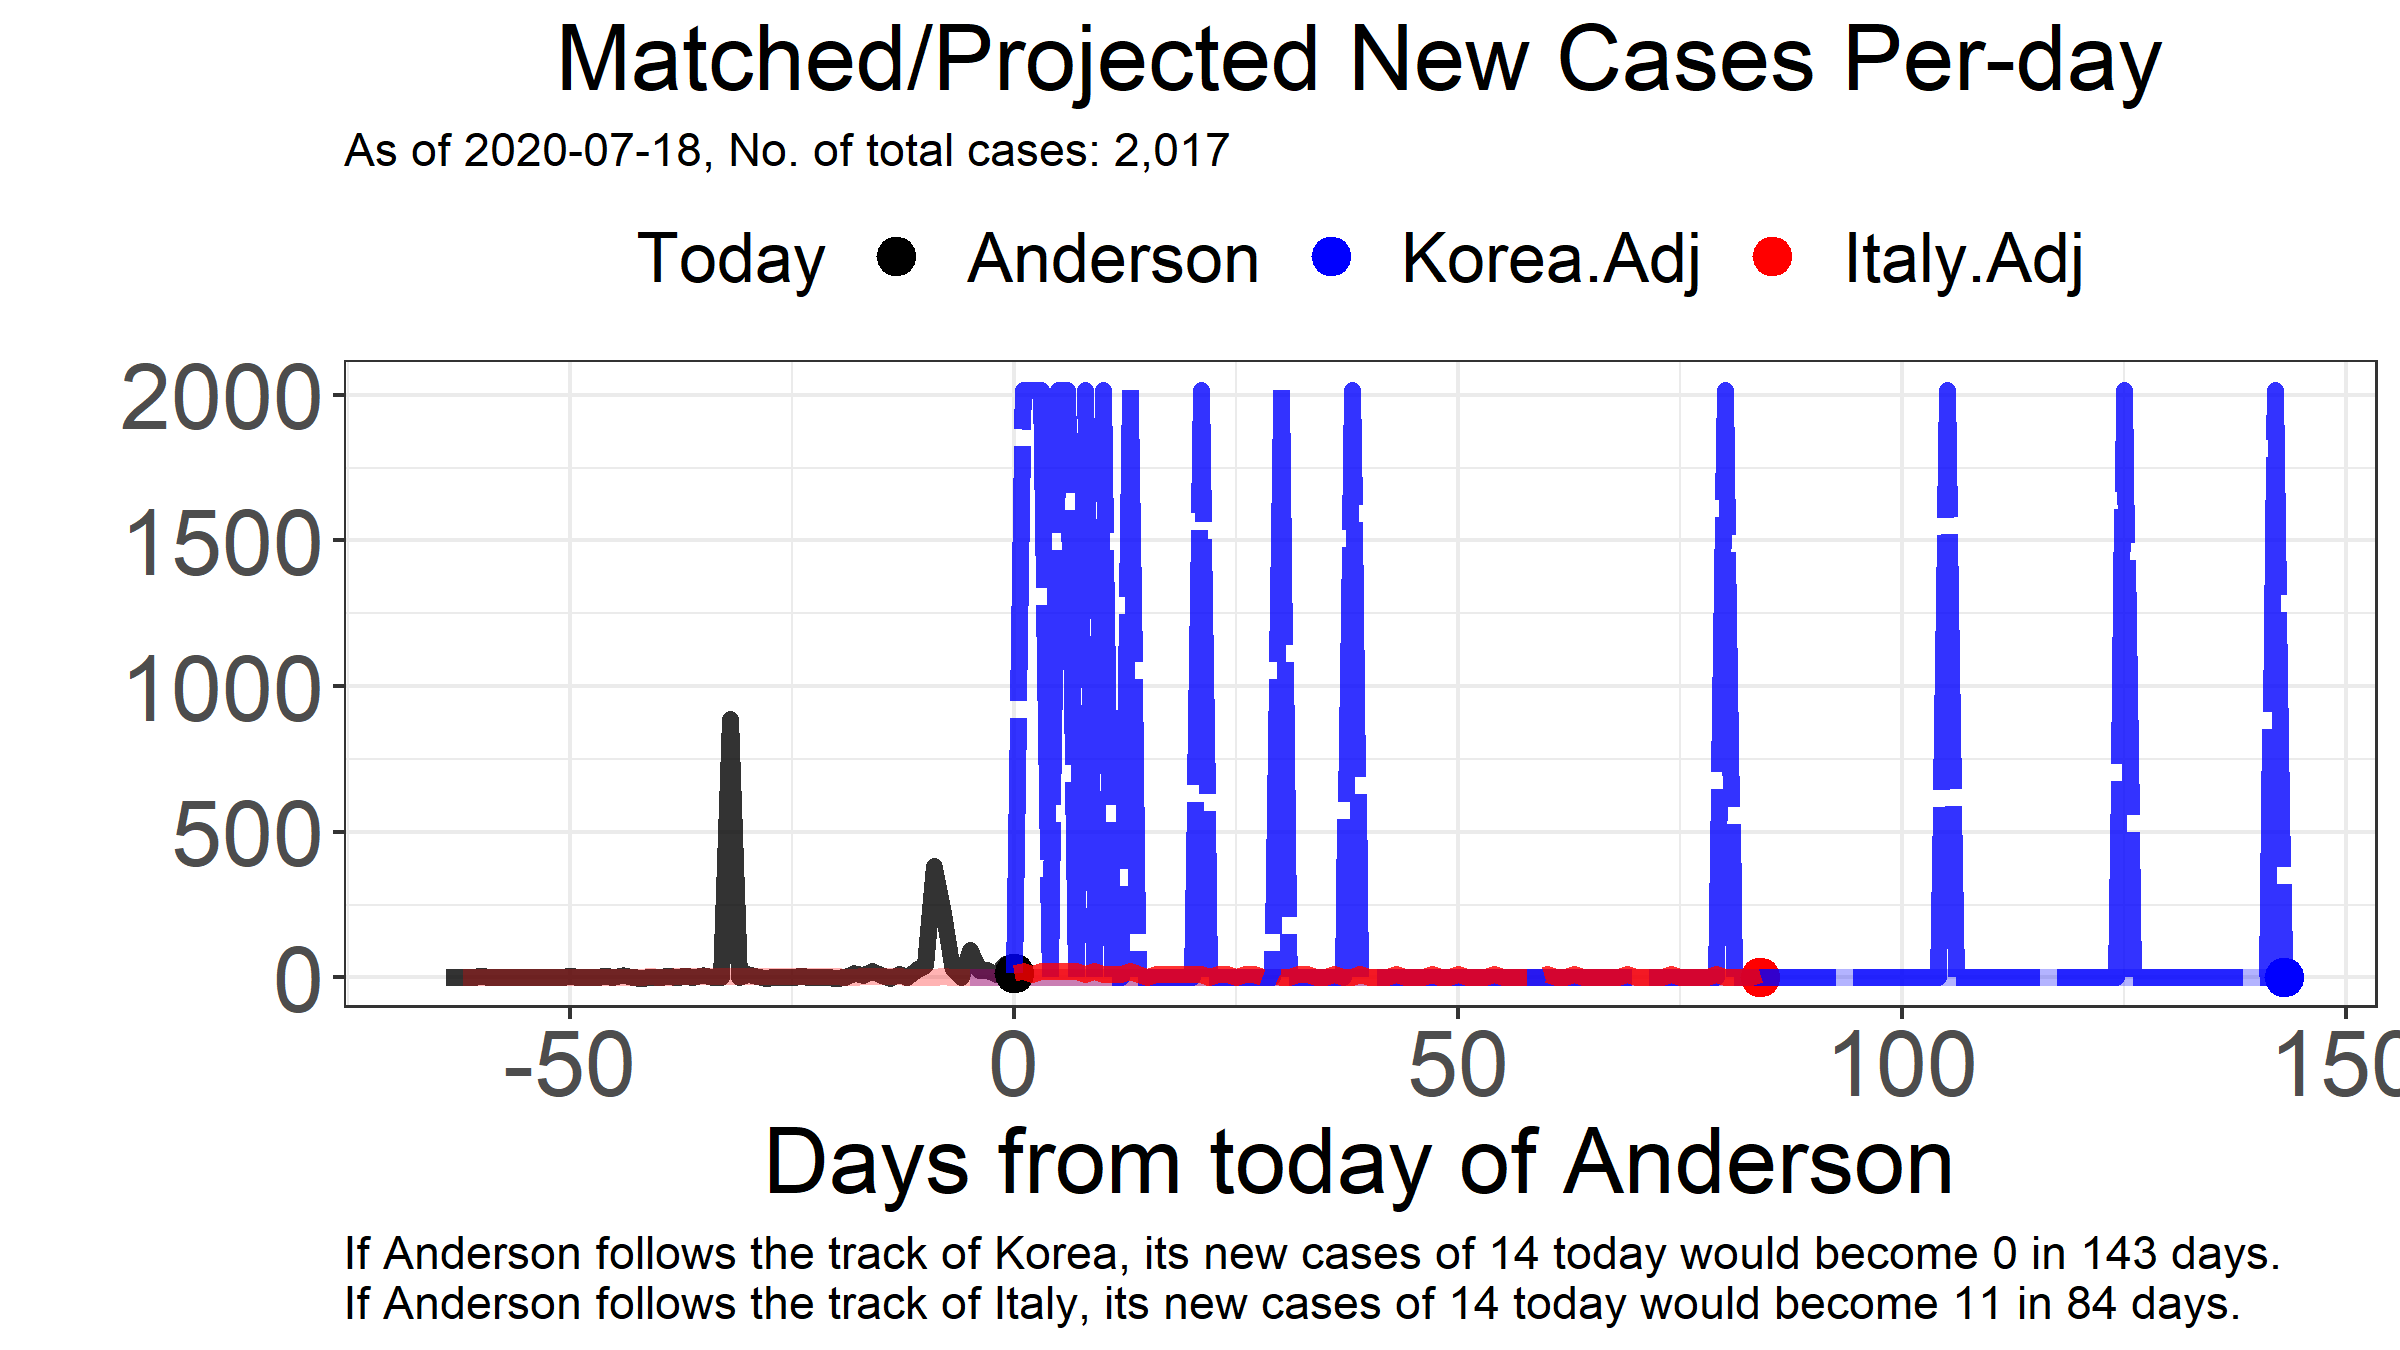 Matched/Projected New Cases Per-day
As of 2020-07-18, No. of total cases: 2,017
Today Anderson Korea.Adj Italy.Adj
2000
1500
1000
500
0
-50 0 50 100 150
Days from today of Anderson
If Anderson follows the track of Korea, its new cases of 14 today would become 0 in 143 days.
If Anderson follows the track of Italy, its new cases of 14 today would become 11 in 84 days.